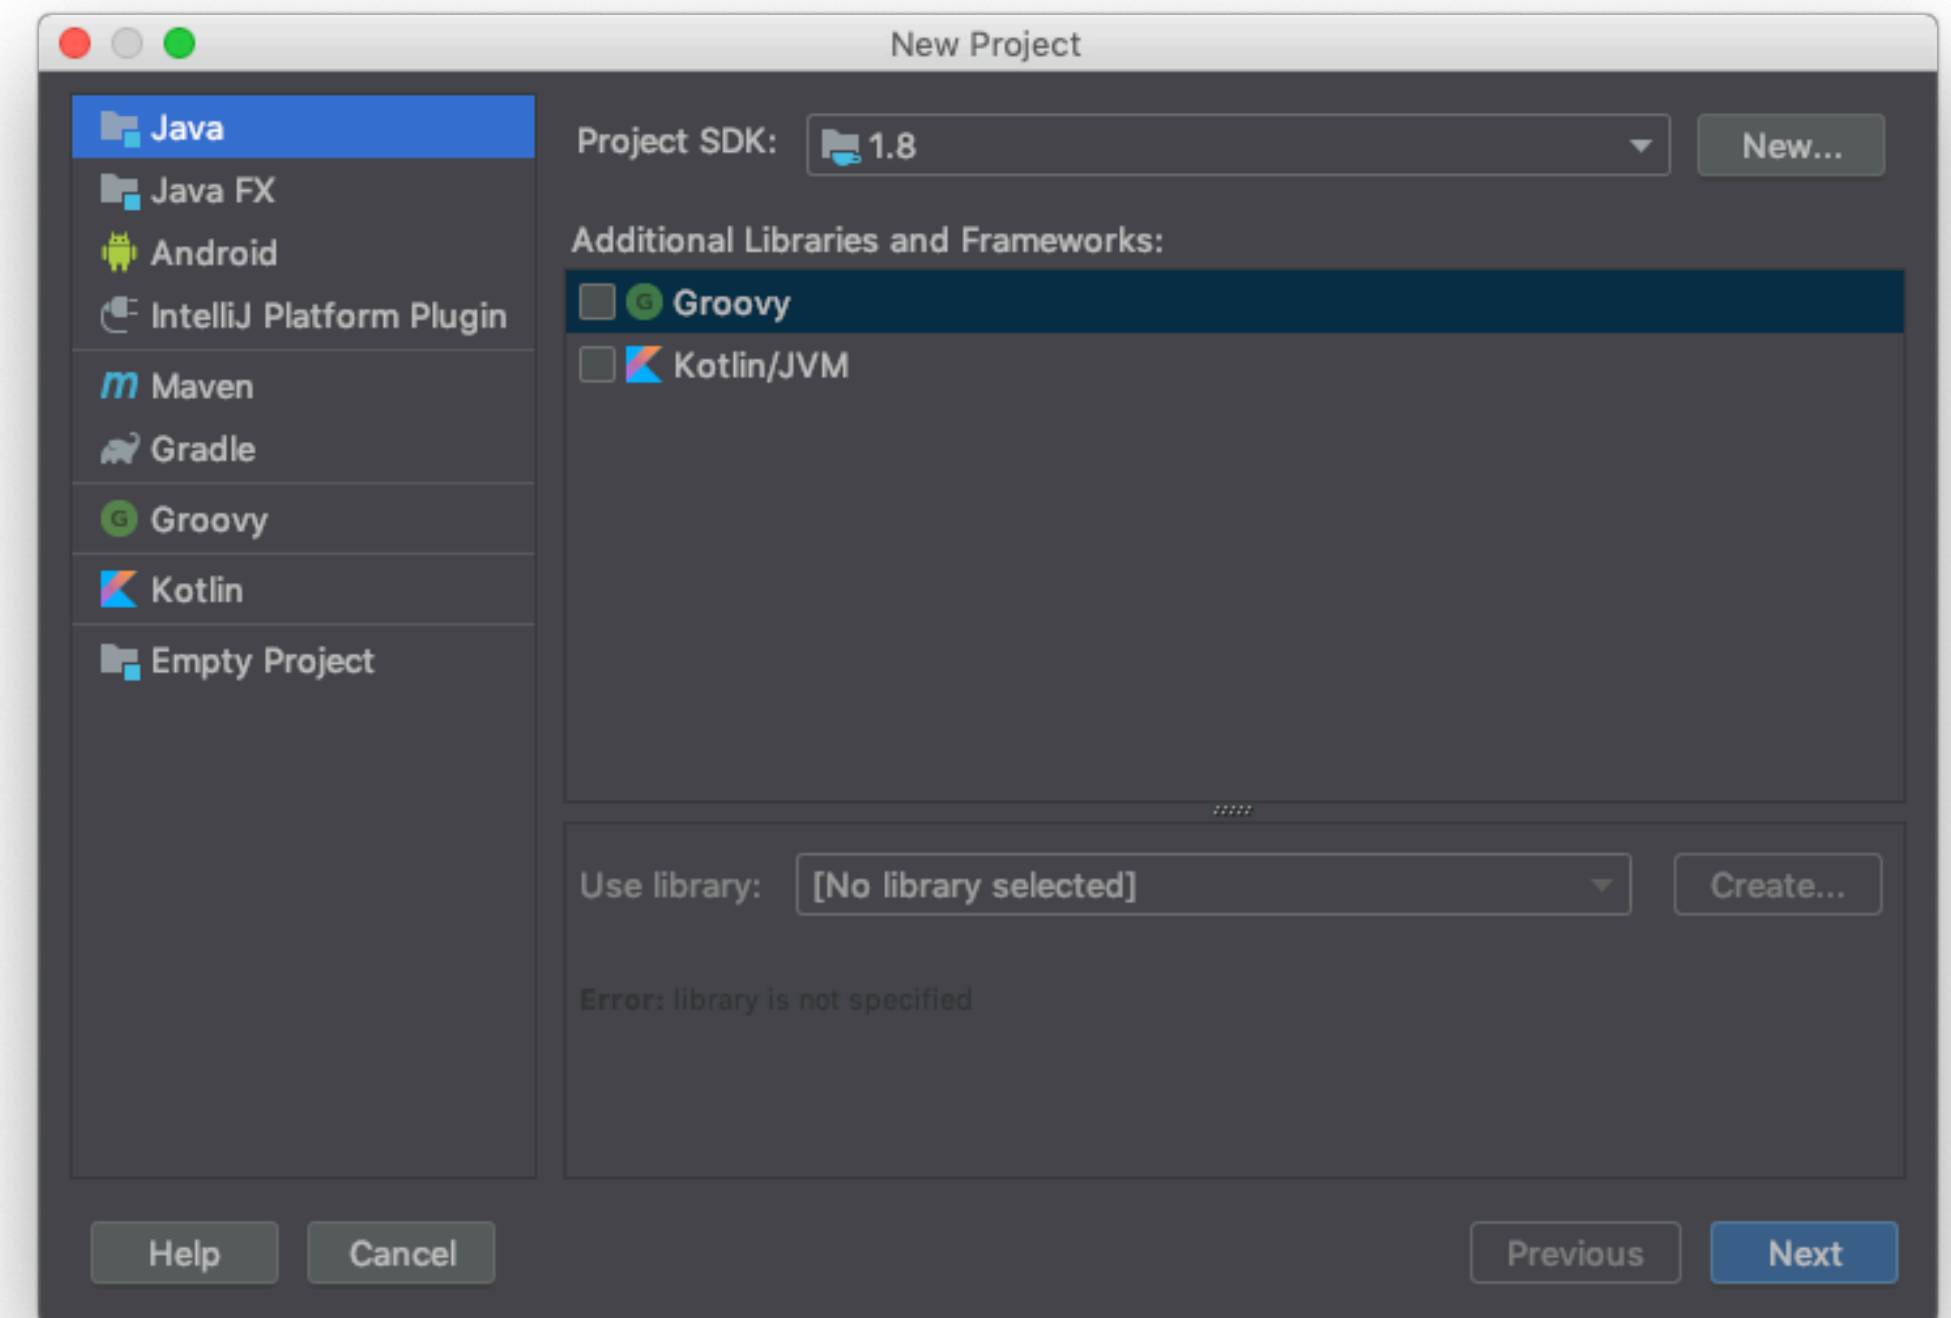 New Project
Java
Java FX
Android
IntelliJ Platform Plugin
m Maven
Gradle
G Groovy
Kotlin
Empty Project
Project SDK: 1.8 New...
Additional Libraries and Frameworks:
G Groovy
Kotlin/JVM
Use library: [No library selected] Create...
Error: library is not specified
Help Cancel Previous Next